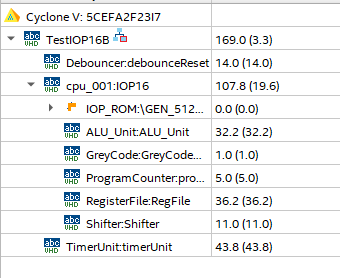 Cyclone V: 5CEFA2F23I7
abc VHD TestIOP16B 169.0 (3.3)
abc VHD Debouncer:debounceReset 14.0 (14.0)
abc VHD cpu_001:IOP16 107.8 (19.6)
IOP_ROM:\GEN_512... 0.0 (0.0)
abc VHD ALU_Unit:ALU_Unit 32.2 (32.2)
abc VHD GreyCode:GreyCode... 1.0 (1.0)
abc VHD ProgramCounter:pro... 5.0 (5.0)
abc VHD RegisterFile:RegFile 36.2 (36.2)
abc VHD Shifter:Shifter 11.0 (11.0)
abc VHD TimerUnit:timerUnit 43.8 (43.8)